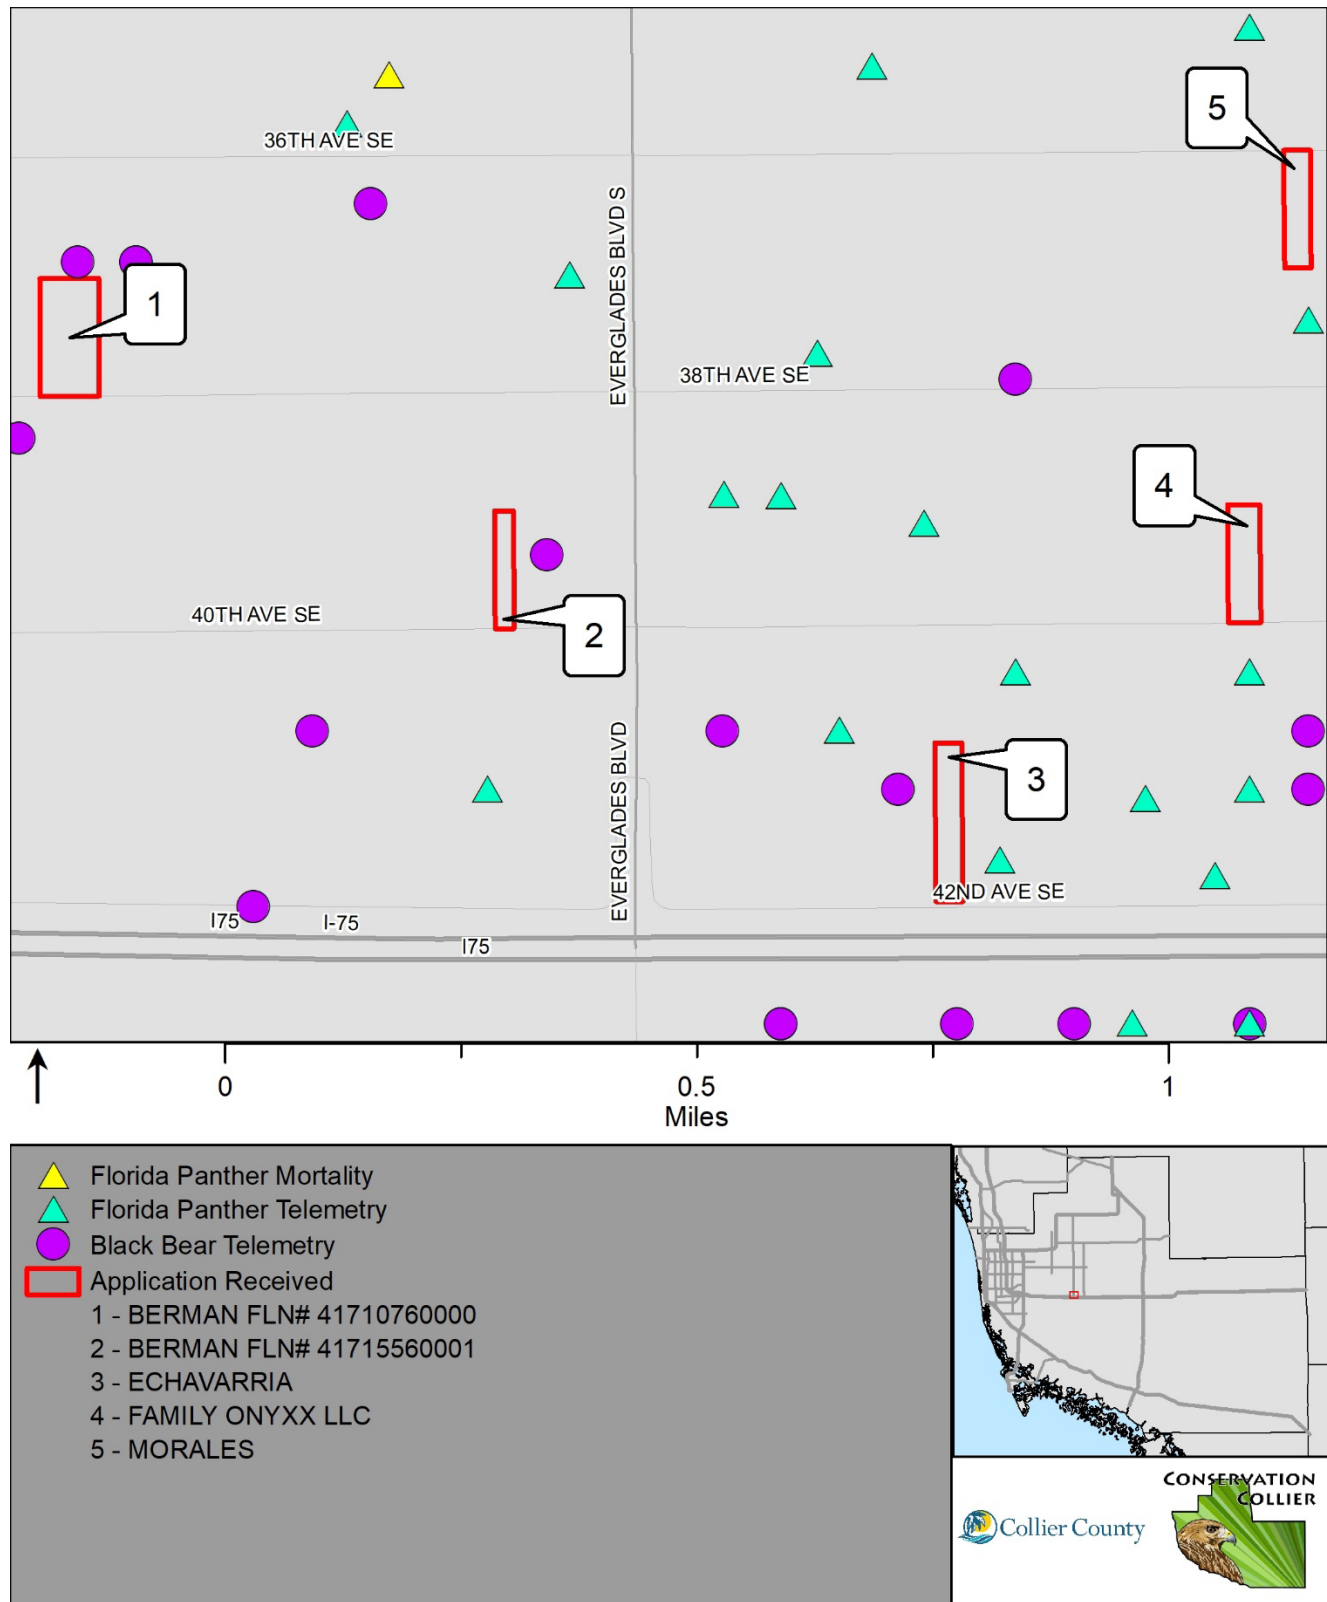 5
36TH AVE SE
EVERGLADES BLVD S
1
38TH AVE SE
4
2
40TH AVE SE
EVERGLADES BLVD
3
42ND AVE SE
I75
I-75
I75
0
0.5
1
Miles
Florida Panther Mortality
Florida Panther Telemetry
Black Bear Telemetry
Application Received
1 - BERMAN FLN# 41710760000
2 - BERMAN FLN# 41715560001
3 - ECHAVARRIA
4 - FAMILY ONYXX LLC
5 - MORALES
CONSERVATION
COLLIER
Collier County